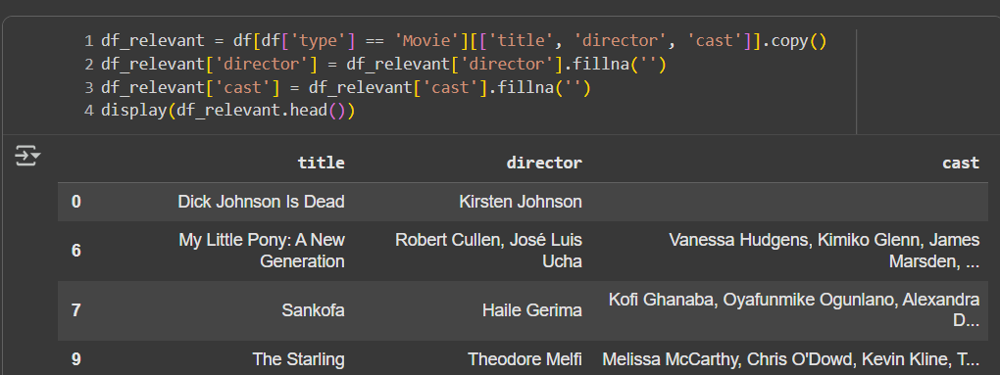 1 df_relevant = df[df['type'] == 'Movie'][['title', 'director', 'cast']].copy()
2 df_relevant['director'] = df_relevant['director'].fillna('')
3 df_relevant['cast'] = df_relevant['cast'].fillna('')
4 display(df_relevant.head())
title director cast
0 Dick Johnson Is Dead Kirsten Johnson
6 My Little Pony: A New Generation Robert Cullen, José Luis Ucha Vanessa Hudgens, Kimiko Glenn, James Marsden, ...
7 Sankofa Haile Gerima Kofi Ghanaba, Oyafunmike Ogunlano, Alexandra D...
9 The Starling Theodore Melfi Melissa McCarthy, Chris O'Dowd, Kevin Kline, T...